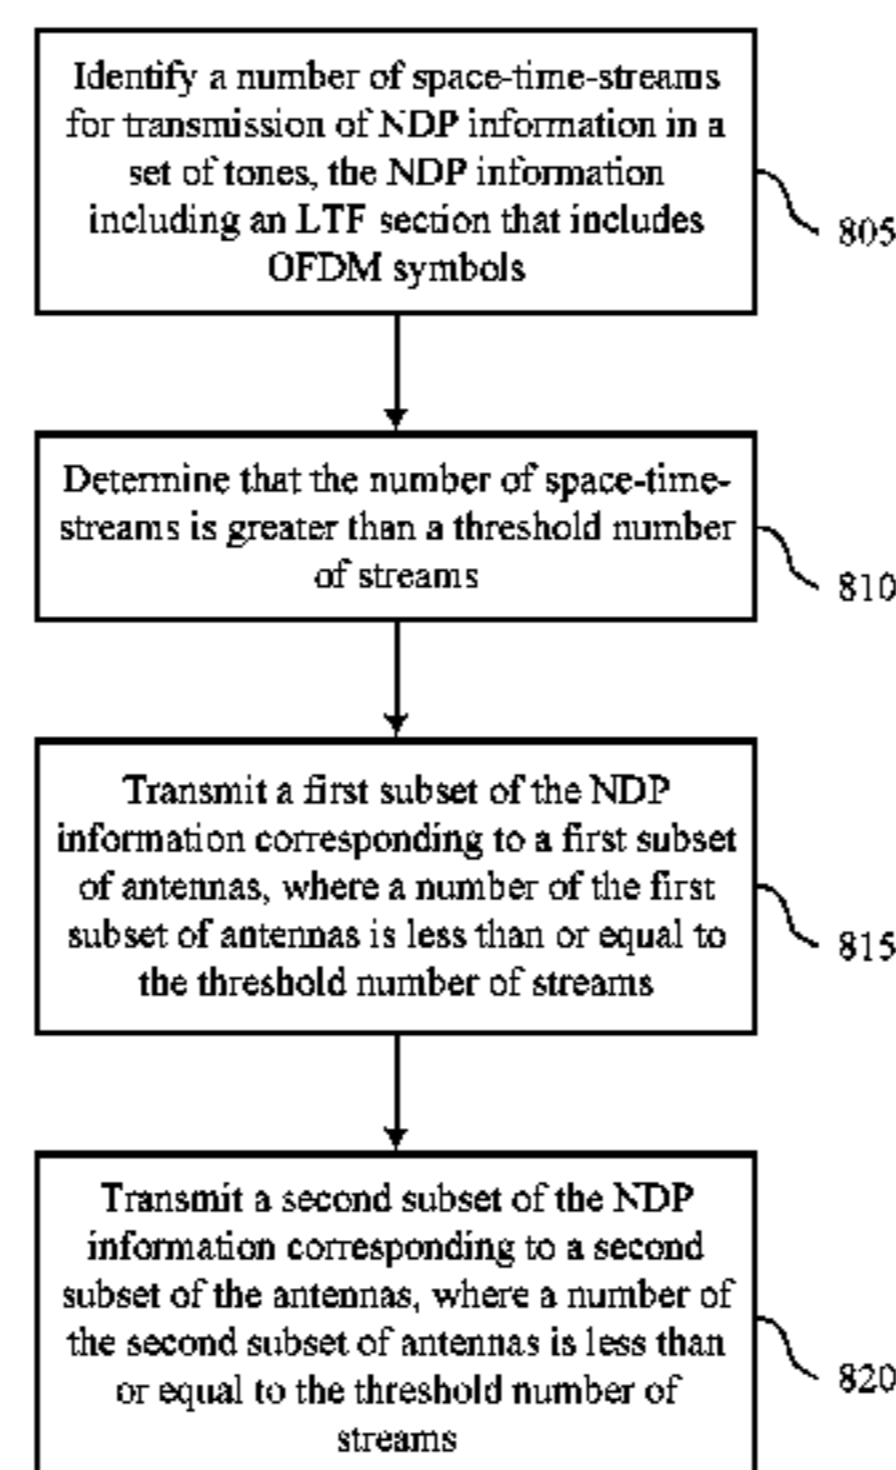 Identify a number of space-time-streams
for transmission of NDP information in a
set of tones, the NDP information
including an LTF section that includes
OFDM symbols
805
Determine that the number of space-time-
streams is greater than a threshold number
of streams
810
Transmit a first subset of the NDP
information corresponding to a first subset
of antennas, where a number of the first
subset of antennas is less than or equal to
the threshold number of streams
815
Transmit a second subset of the NDP
information corresponding to a second
subset of the antennas, where a number of
the second subset of antennas is less than
or equal to the threshold number of
streams
820